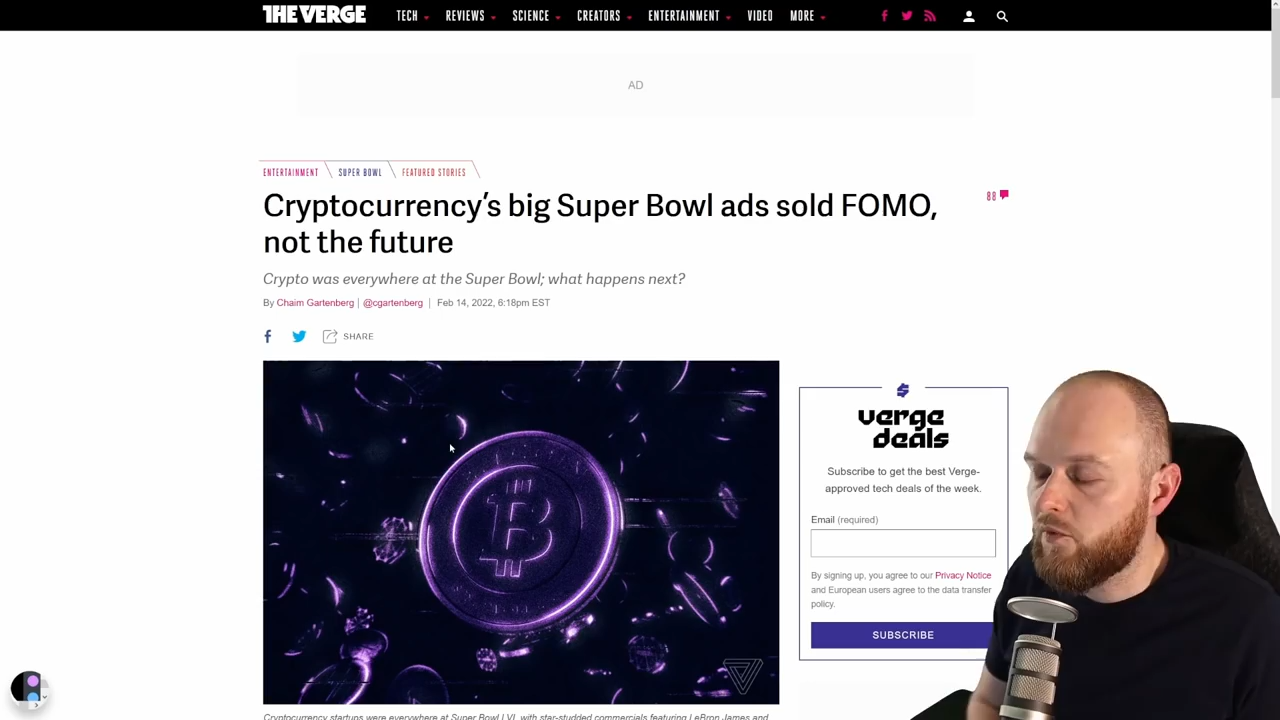 THE VERGE
TECH REVIEWS SCIENCE CREATORS ENTERTAINMENT VIDEO MORE
AD
ENTERTAINMENT SUPER BOWL FEATURED STORIES
Cryptocurrency's big Super Bowl ads sold FOMO,
not the future
88
Crypto was everywhere at the Super Bowl; what happens next?
By Chaim Gartenberg | @cgartenberg | Feb 14, 2022, 6:18pm EST
SHARE
verge
deals
Subscribe to get the best Verge-
approved tech deals of the week.
Email (required)
By signing up, you agree to our Privacy Notice
and European users agree to the data transfer
policy.
SUBSCRIBE
Cryptocurrency startups were everywhere at Super Bowl LVI, with star-studded commercials featuring LeBron James and